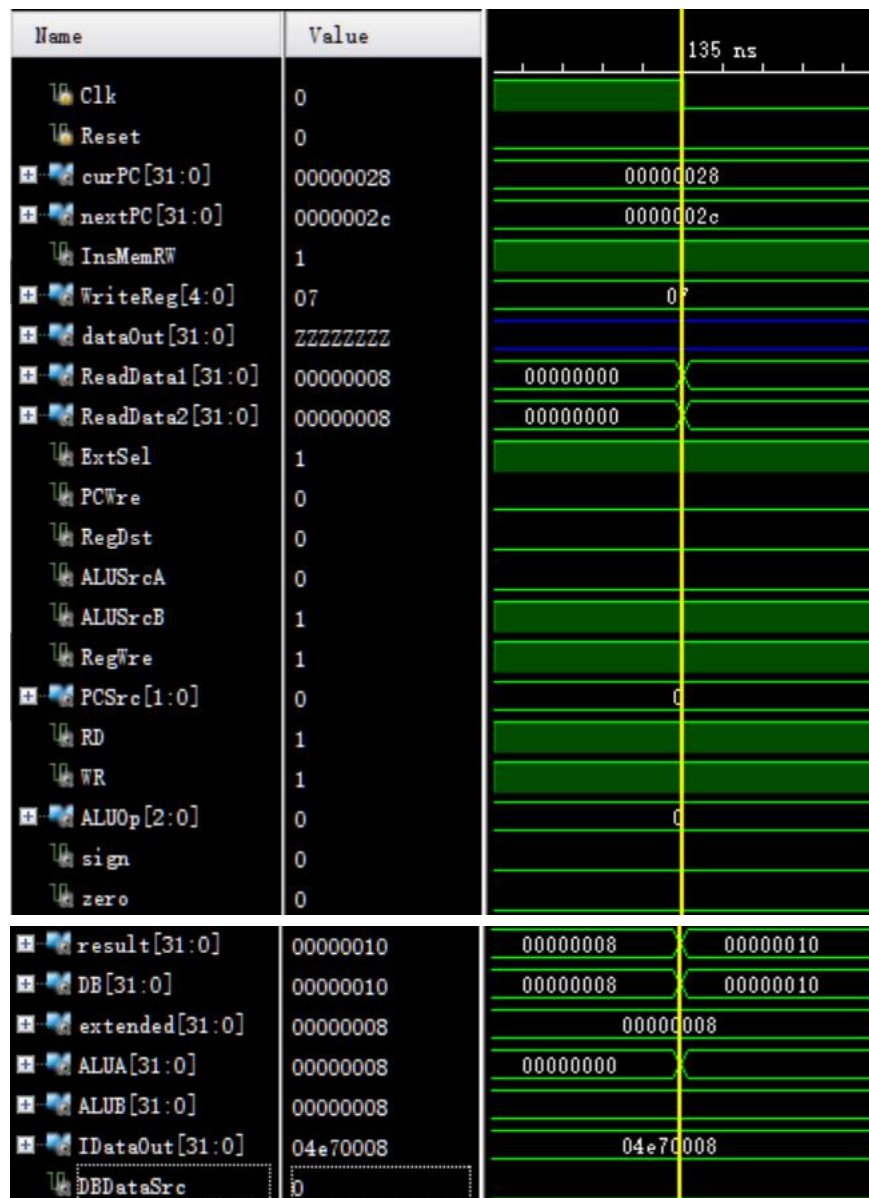 Name Value
135 ns
Clk 0
Reset 0
curPC[31:0] 00000028 00000028
nextPC[31:0] 0000002c 0000002c
InsMemRW 1
WriteReg[4:0] 07 07
dataOut[31:0] ZZZZZZZZ
ReadData1[31:0] 00000008 00000000
ReadData2[31:0] 00000008 00000000
ExtSel 1
PCWre 0
RegDst 0
ALUSrcA 0
ALUSrcB 1
RegWre 1
PCSrc[1:0] 0 0
RD 1
WR 1
ALUOp[2:0] 0 0
sign 0
zero 0
result[31:0] 00000010 00000008 00000010
DB[31:0] 00000010 00000008 00000010
extended[31:0] 00000008 00000008
ALUA[31:0] 00000008 00000000
ALUB[31:0] 00000008
IDataOut[31:0] 04e70008 04e70008
DBDataSrc 0